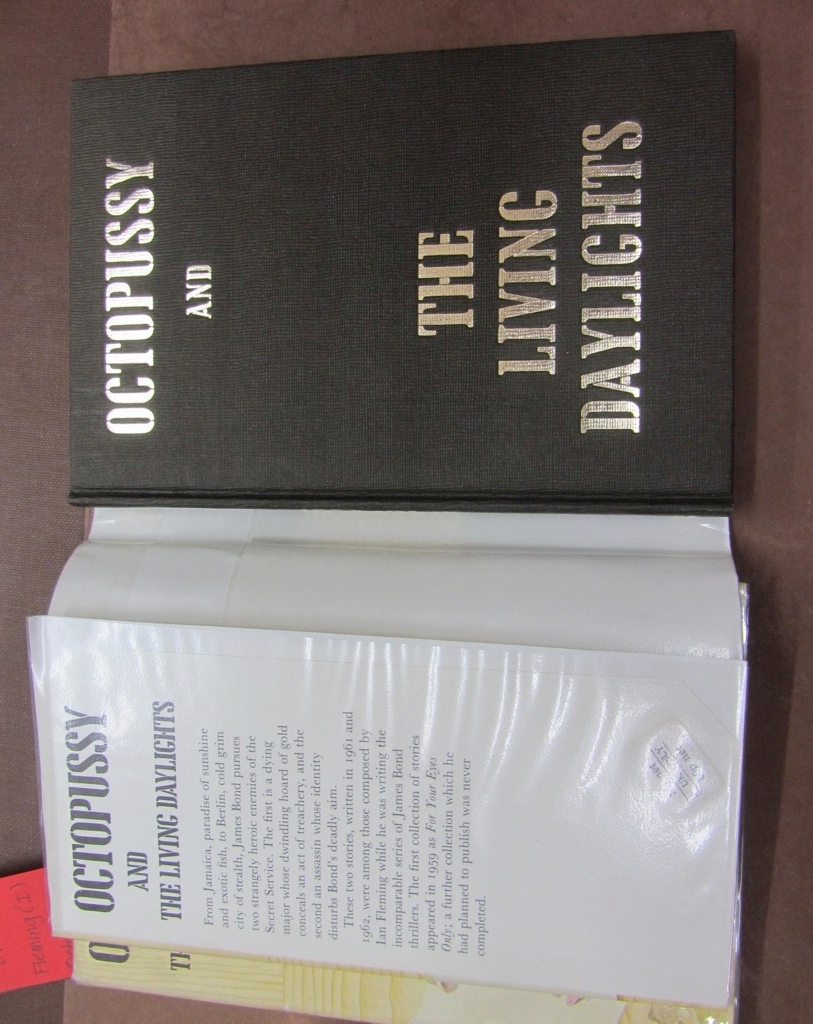 OCTOPUSSY
AND
THE
LIVING
DAYLIGHTS
OCTOPUSSY
AND
THE LIVING DAYLIGHTS
From Jamaica, paradise of sunshine
and exotic fish, to Berlin, cold grim
city of stealth, James Bond pursues
two strangely heroic enemies of the
Secret Service. The first is a dying
major whose dwindling hoard of gold
conceals an act of treachery, and the
second an assassin whose identity
disturbs Bond's deadly aim.
These two stories, written in 1961 and
1962, were among those composed by
Ian Fleming while he was writing the
incomparable series of James Bond
thrillers. The first collection of stories
appeared in 1959 as For Your Eyes
Only; a further collection which he
had planned to publish was never
completed.
O
TH
Fleming (I)
net